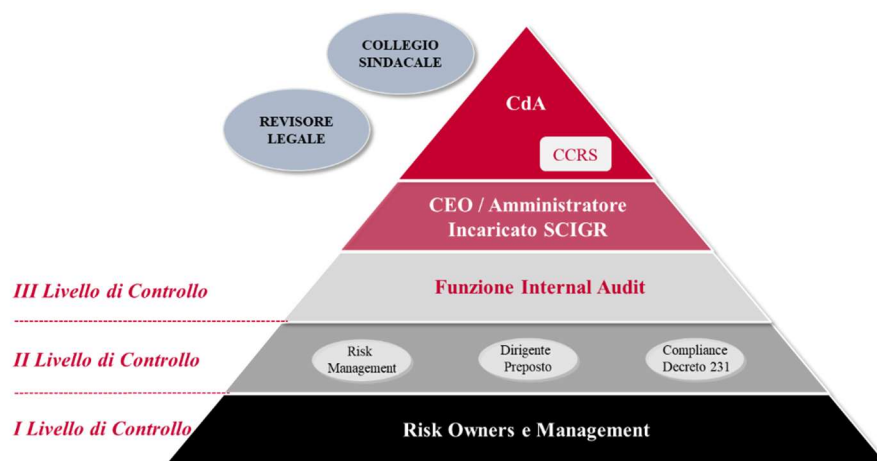 COLLEGIO
SINDACALE
REVISORE
LEGALE
CdA
CCRS
CEO / Amministratore
Incaricato SCIGR
III Livello di Controllo
Funzione Internal Audit
II Livello di Controllo
Risk
Management
Dirigente
Preposto
Compliance
Decreto 231
I Livello di Controllo
Risk Owners e Management